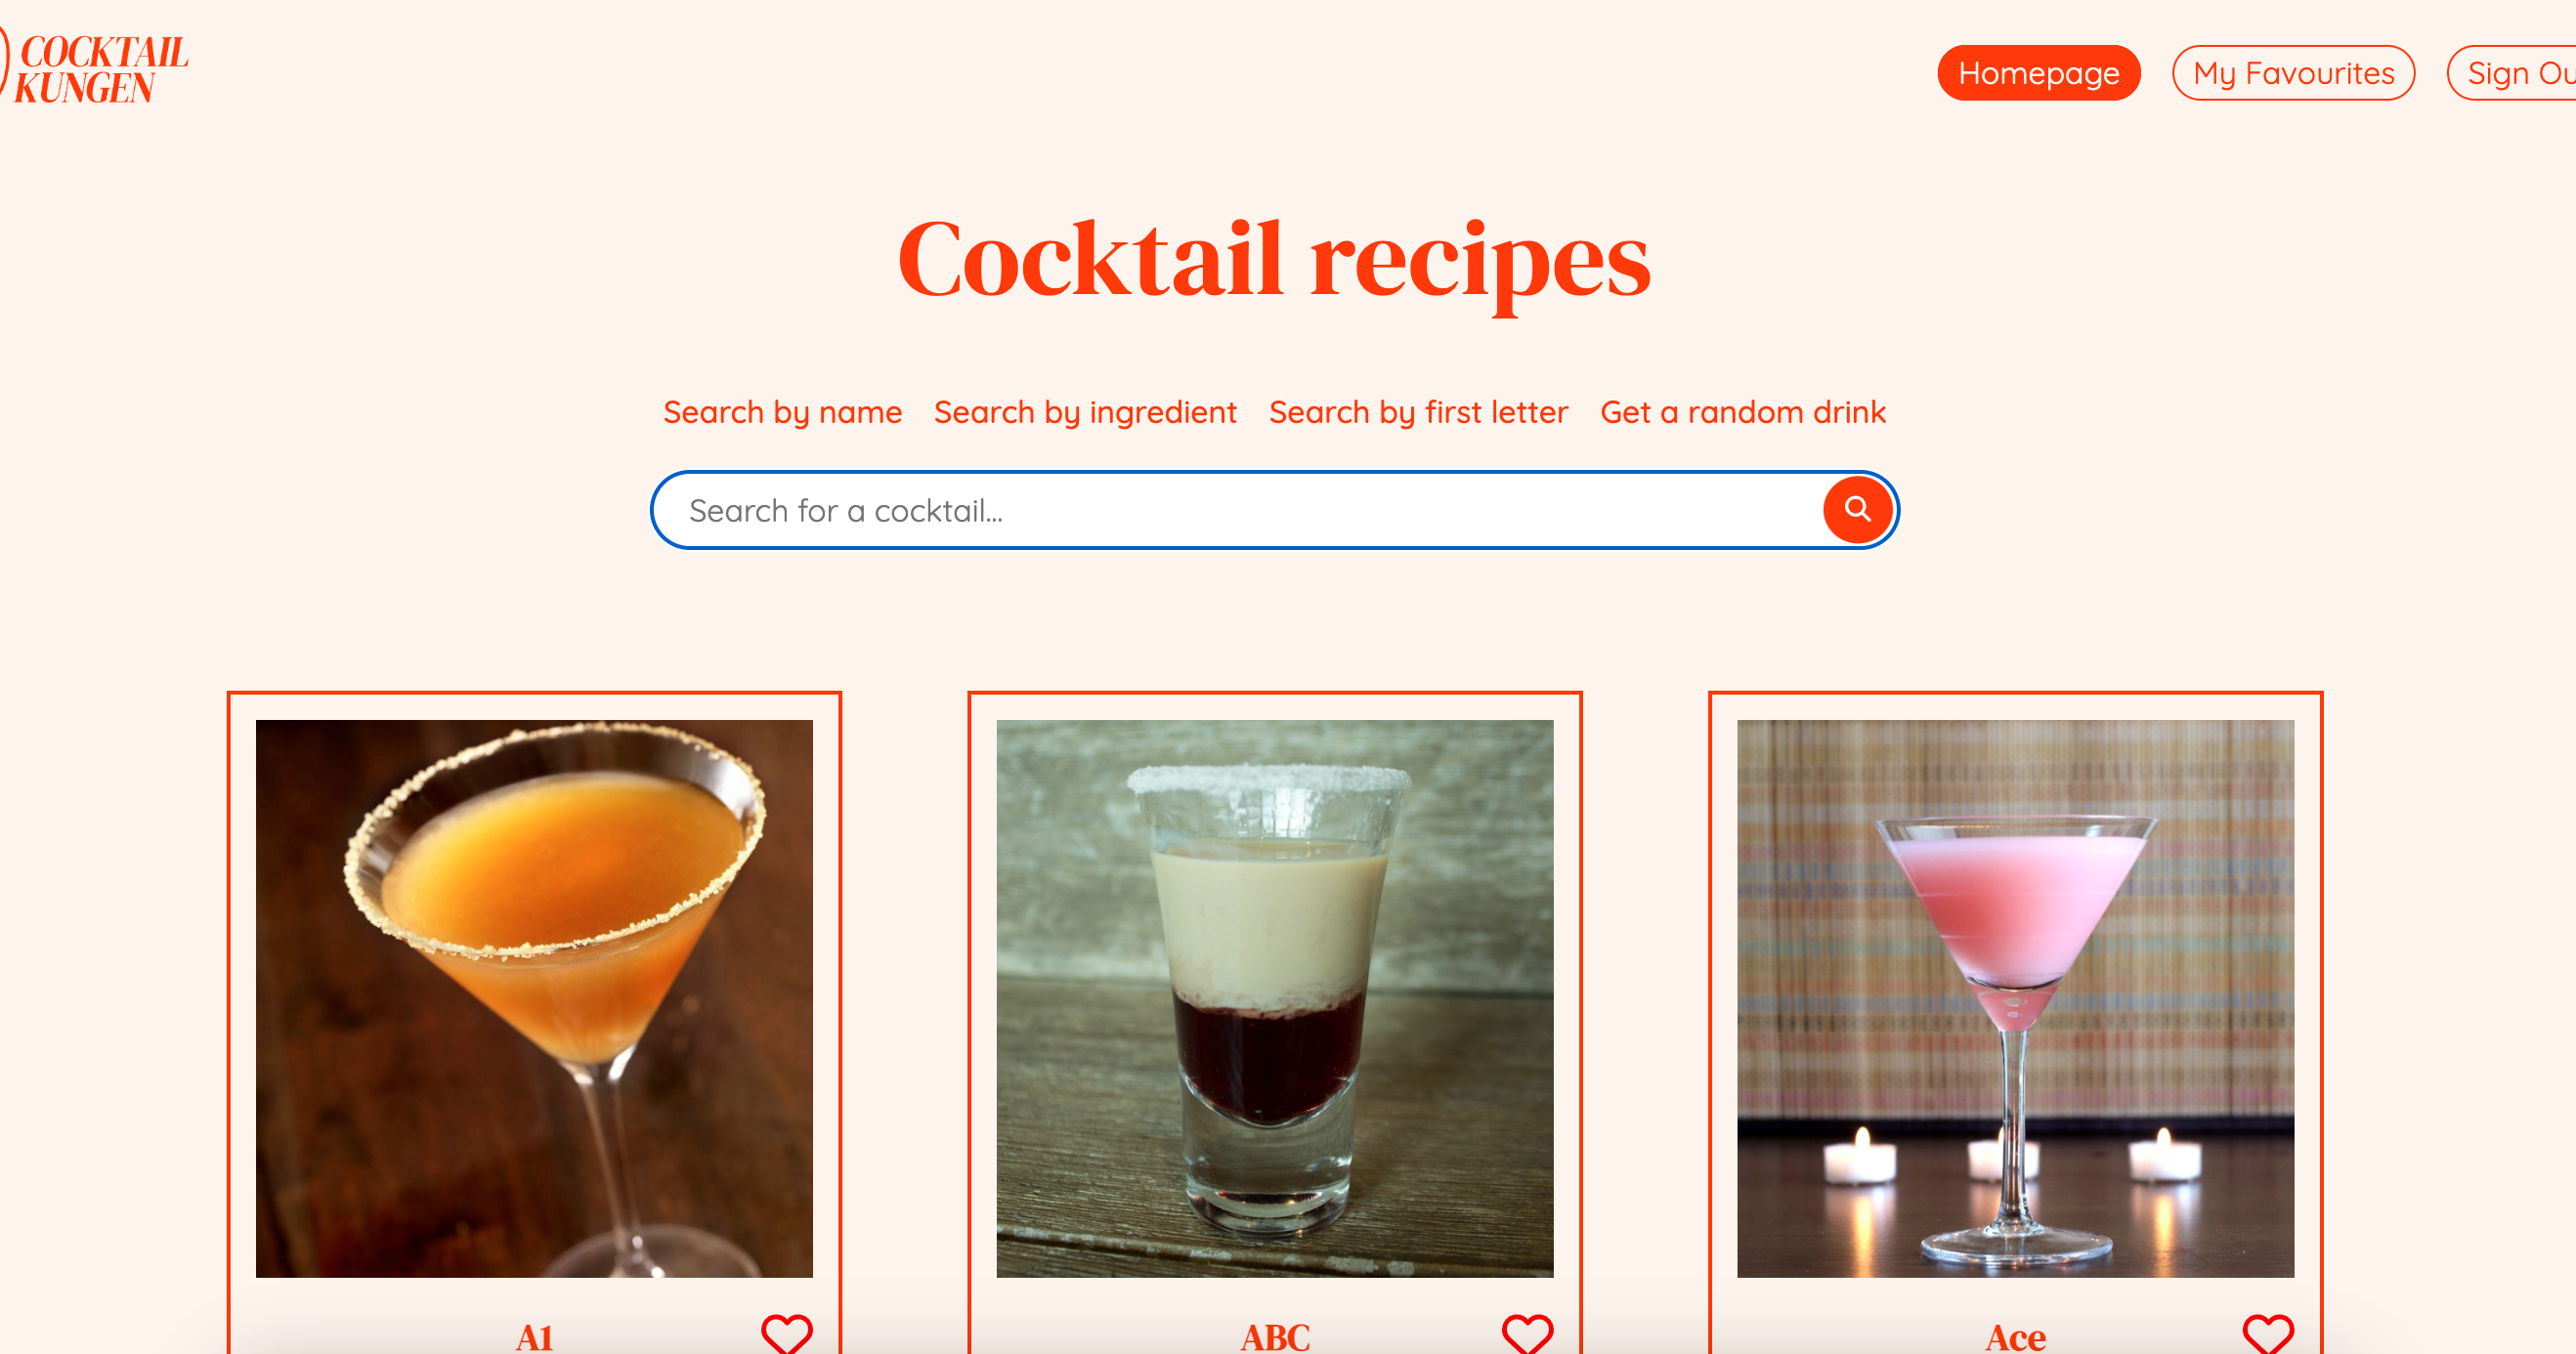 COCKTAIL
KUNGEN
Homepage My Favourites Sign Ou
Cocktail recipes
Search by name Search by ingredient Search by first letter Get a random drink
Search for a cocktail...
A1 ABC Ace